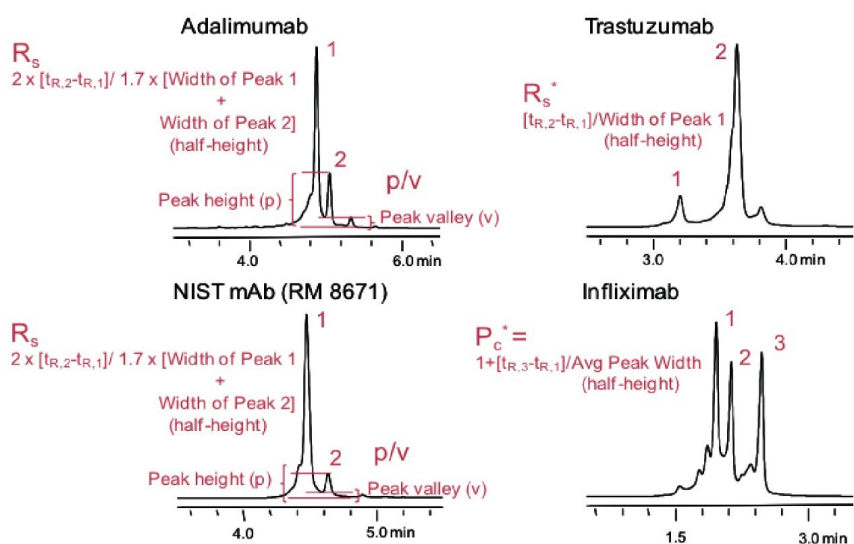 Adalimumab
R_s
2 x [t_R,2-t_R,1]/ 1.7 x [Width of Peak 1
+
Width of Peak 2]
(half-height)
1
2
p/v
Peak height (p)
Peak valley (v)
4.0
6.0 min
Trastuzumab
R_s*
[t_R,2-t_R,1]/Width of Peak 1
(half-height)
1
2
3.0
4.0 min
NIST mAb (RM 8671)
R_s
2 x [t_R,2-t_R,1]/ 1.7 x [Width of Peak 1
+
Width of Peak 2]
(half-height)
1
2
p/v
Peak height (p)
Peak valley (v)
4.0
5.0 min
Infliximab
P_c* =
1+[t_R,3-t_R,1]/Avg Peak Width
(half-height)
1
2
3
1.5
3.0 min